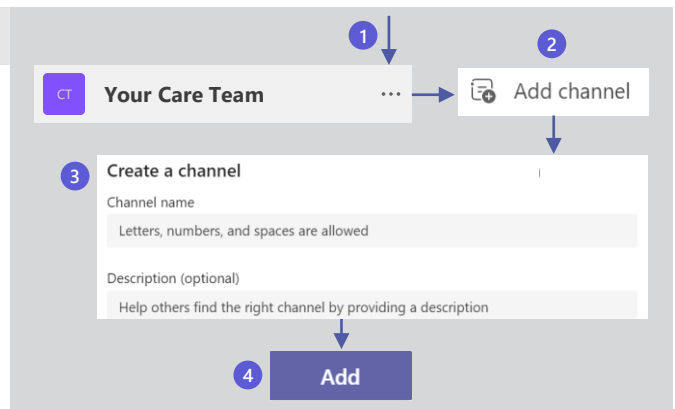 1
2
CT Your Care Team ... Add channel
3 Create a channel
Channel name
Letters, numbers, and spaces are allowed
Description (optional)
Help others find the right channel by providing a description
4 Add